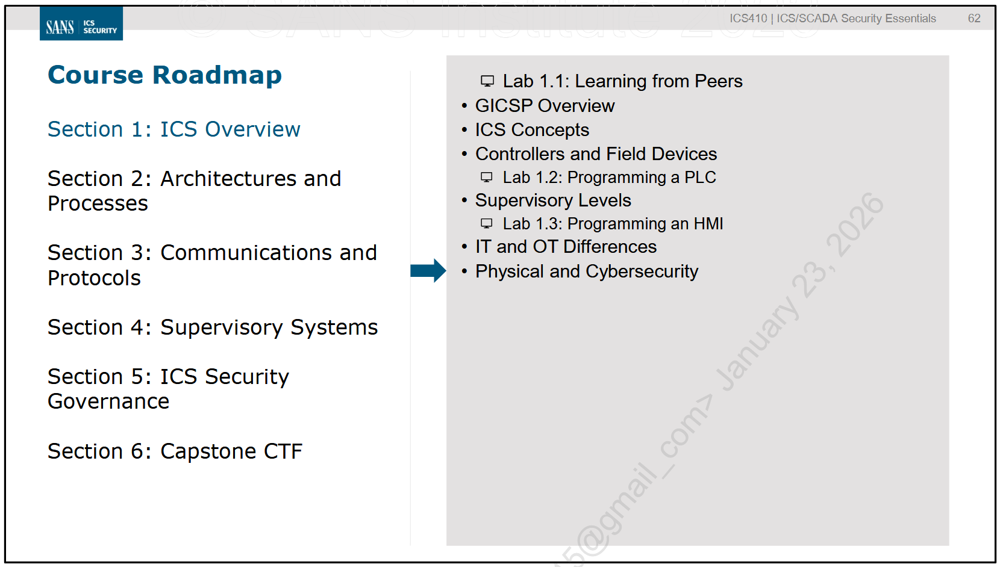 © SANS Institute 2026
SANS | ICS SECURITY
ICS410 | ICS/SCADA Security Essentials 62
Course Roadmap
Section 1: ICS Overview
Section 2: Architectures and
Processes
Section 3: Communications and
Protocols
Section 4: Supervisory Systems
Section 5: ICS Security
Governance
Section 6: Capstone CTF
Lab 1.1: Learning from Peers
• GICSP Overview
• ICS Concepts
• Controllers and Field Devices
Lab 1.2: Programming a PLC
• Supervisory Levels
Lab 1.3: Programming an HMI
• IT and OT Differences
• Physical and Cybersecurity
5@gmail_com> January 23, 2026